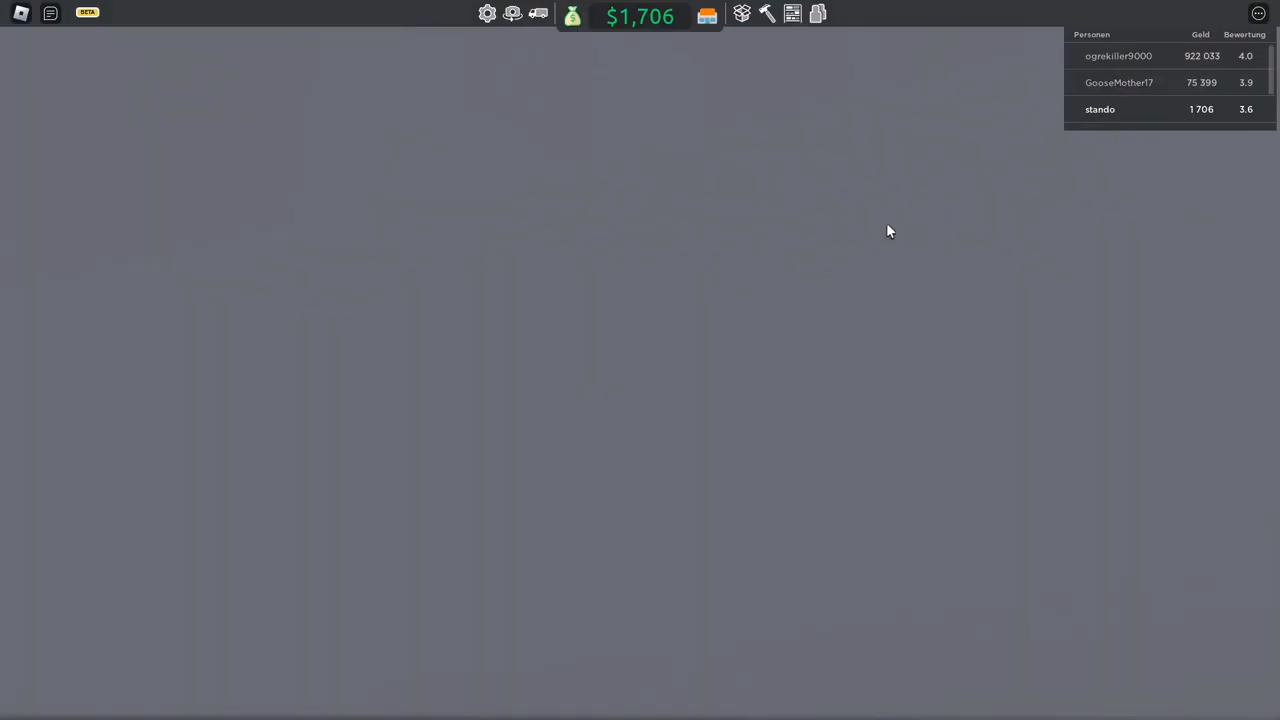 BETA
$1,706
Personen Geld Bewertung
ogrekiller9000 922 033 4.0
GooseMother17 75 399 3.9
stando 1 706 3.6